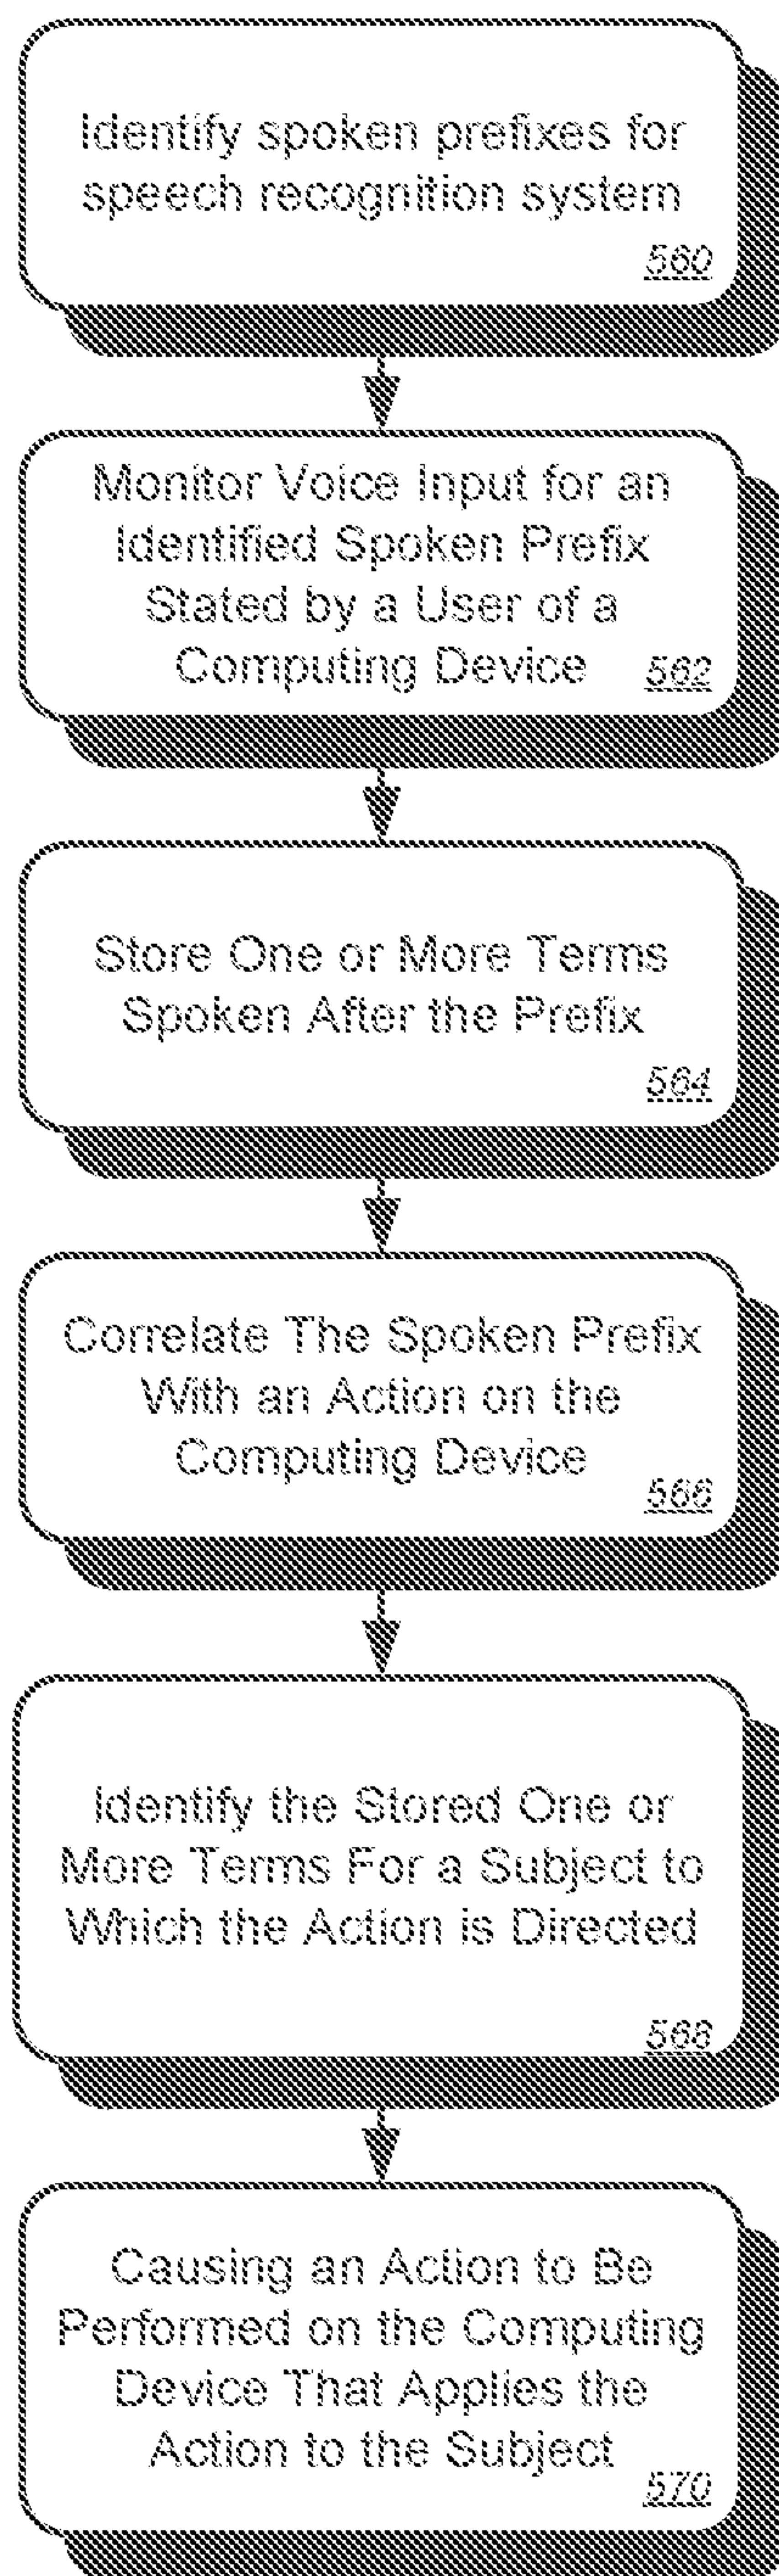 Identify spoken prefixes for
speech recognition system
560
Monitor Voice Input for an
Identified Spoken Prefix
Stated by a User of a
Computing Device 562
Store One or More Terms
Spoken After the Prefix
564
Correlate The Spoken Prefix
With an Action on the
Computing Device
566
Identify the Stored One or
More Terms For a Subject to
Which the Action is Directed
568
Causing an Action to Be
Performed on the Computing
Device That Applies the
Action to the Subject
570